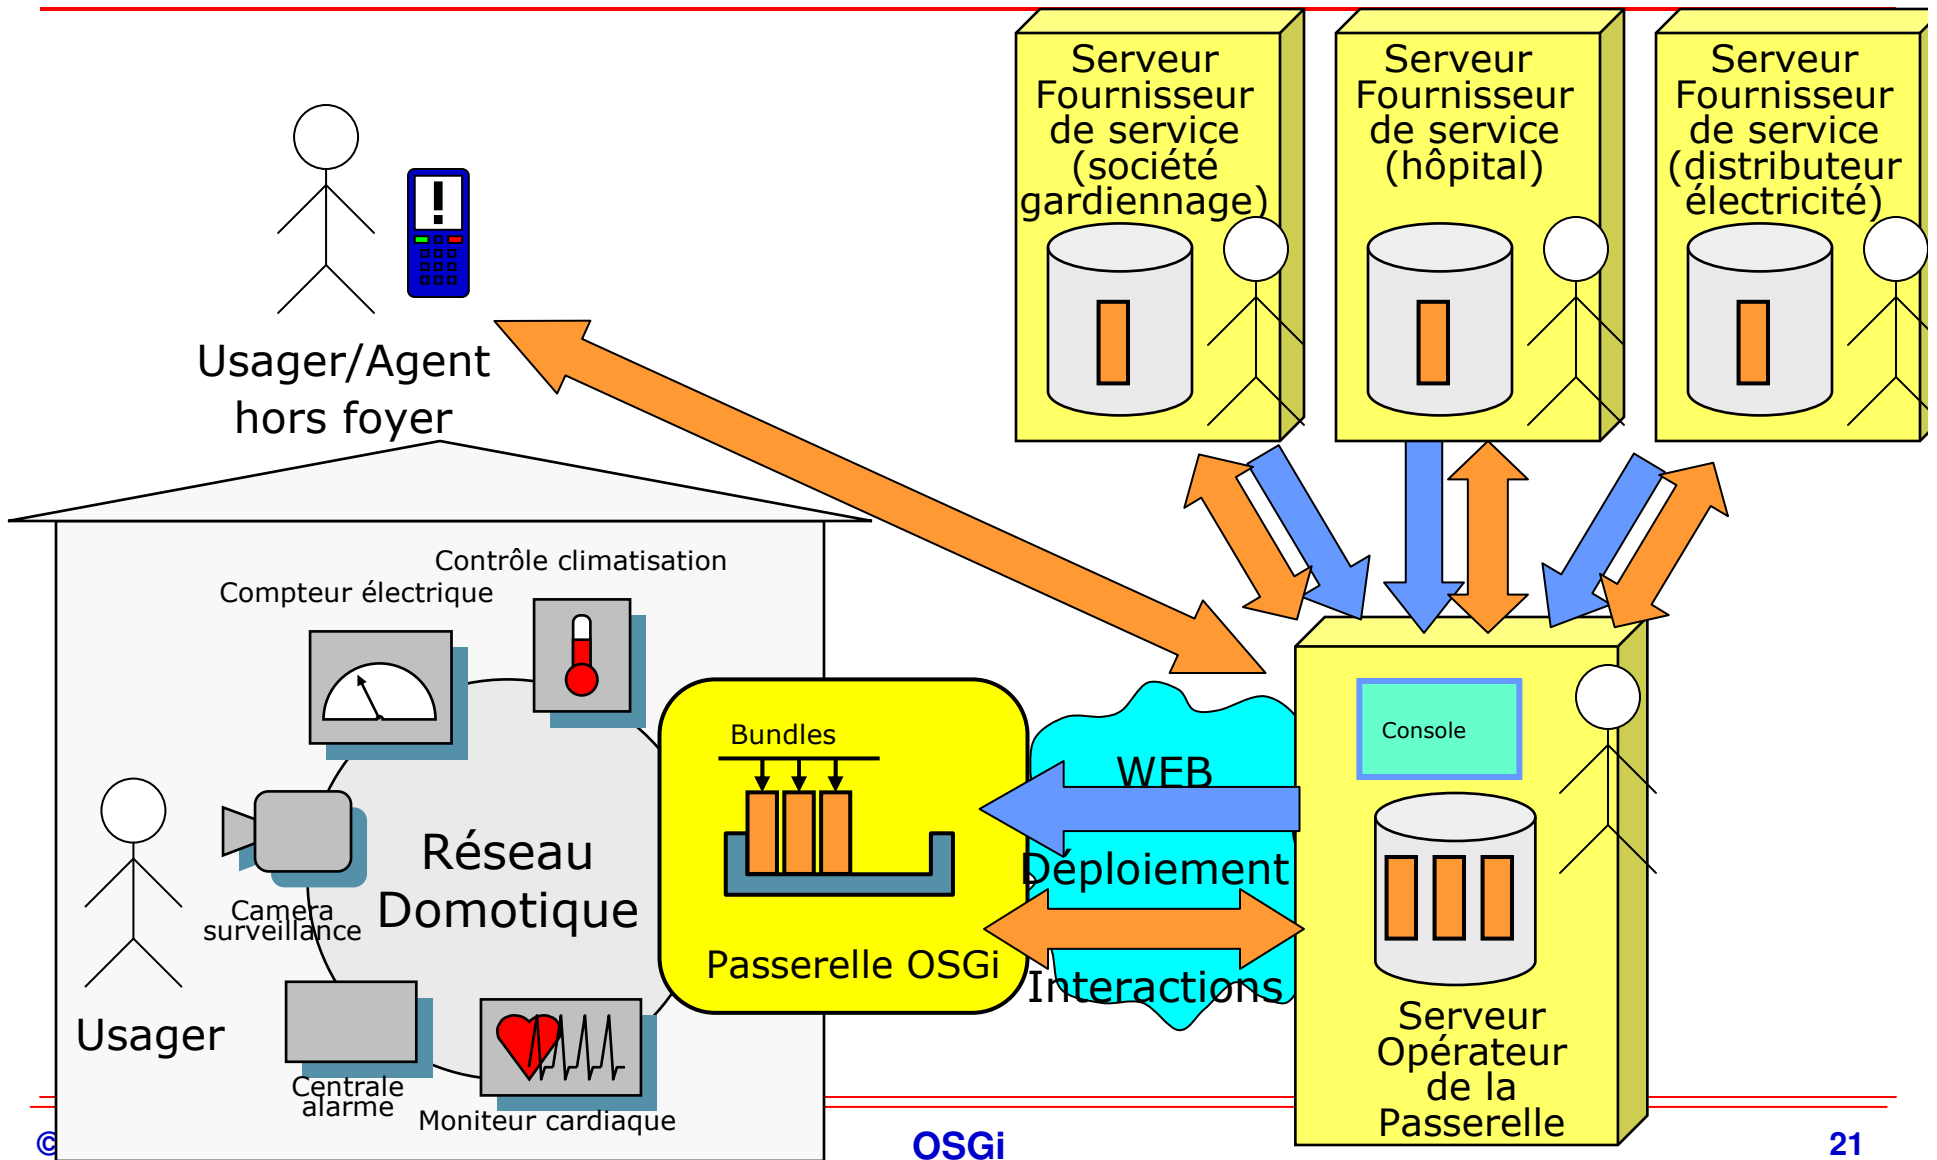 Serveur
Fournisseur
de service
(société
gardiennage)
Serveur
Fournisseur
de service
(hôpital)
Serveur
Fournisseur
de service
(distributeur
électricité)
!
Usager/Agent
hors foyer
Contrôle climatisation
Compteur électrique
Réseau
Domotique
Camera
surveillance
Usager
Centrale
alarme
Moniteur cardiaque
Bundles
Passerelle OSGi
WEB
Déploiement
Interactions
Console
Serveur
Opérateur
de la
Passerelle
©
OSGi
21